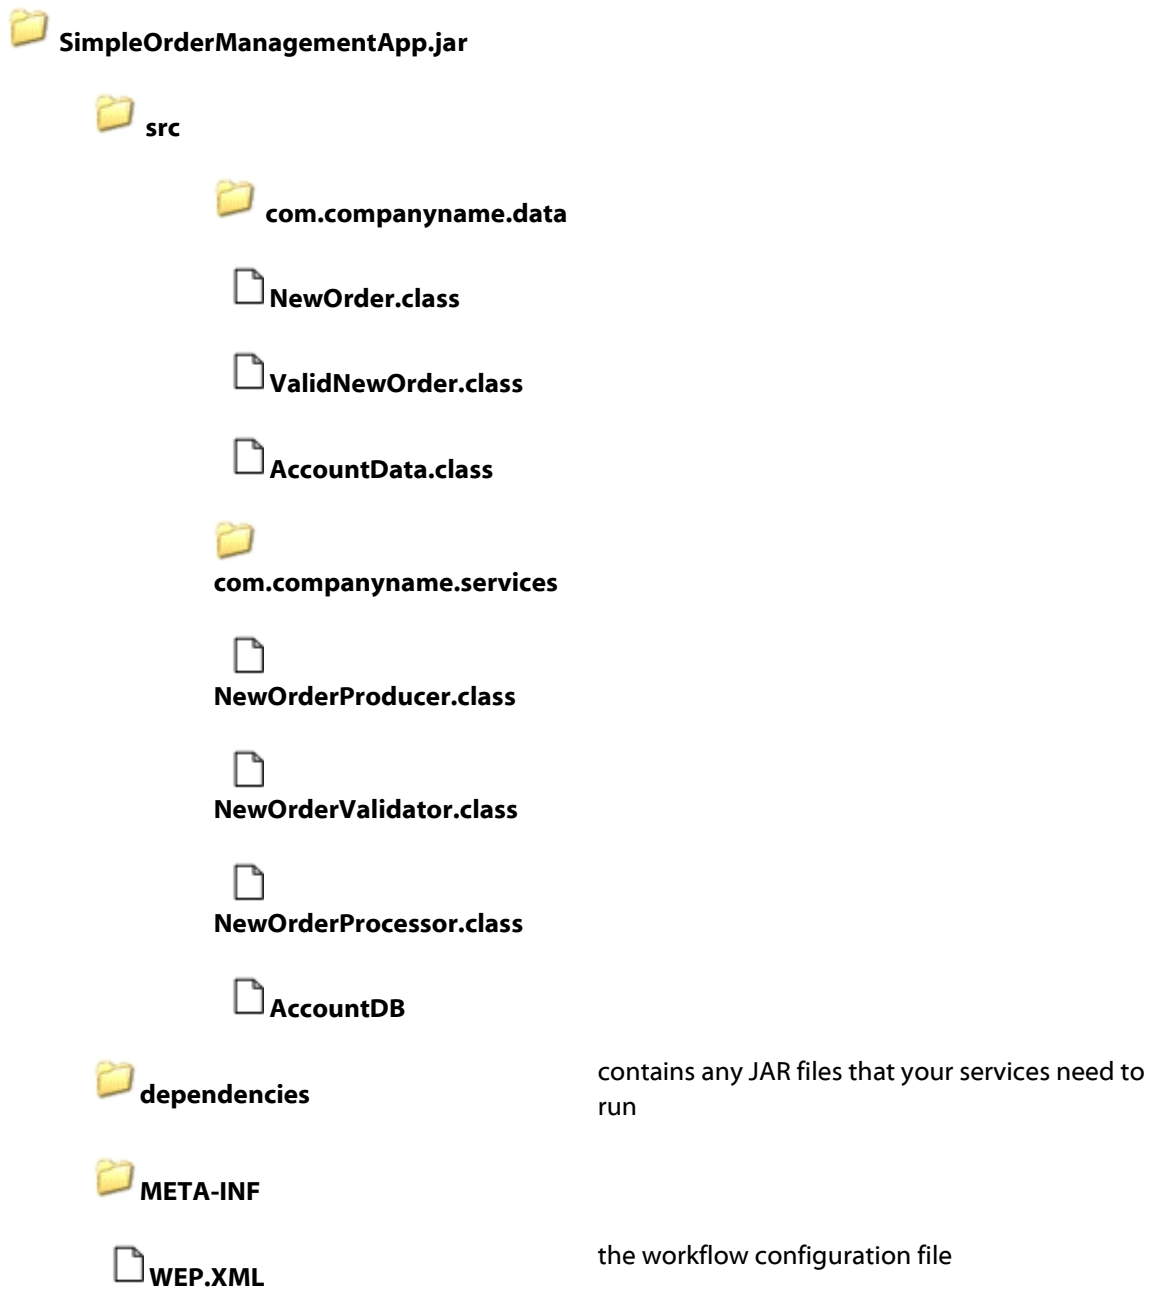 SimpleOrderManagementApp.jar
src
com.companyname.data
NewOrder.class
ValidNewOrder.class
AccountData.class
com.companyname.services
NewOrderProducer.class
NewOrderValidator.class
NewOrderProcessor.class
AccountDB
dependencies
contains any JAR files that your services need to
run
META-INF
WEP.XML
the workflow configuration file